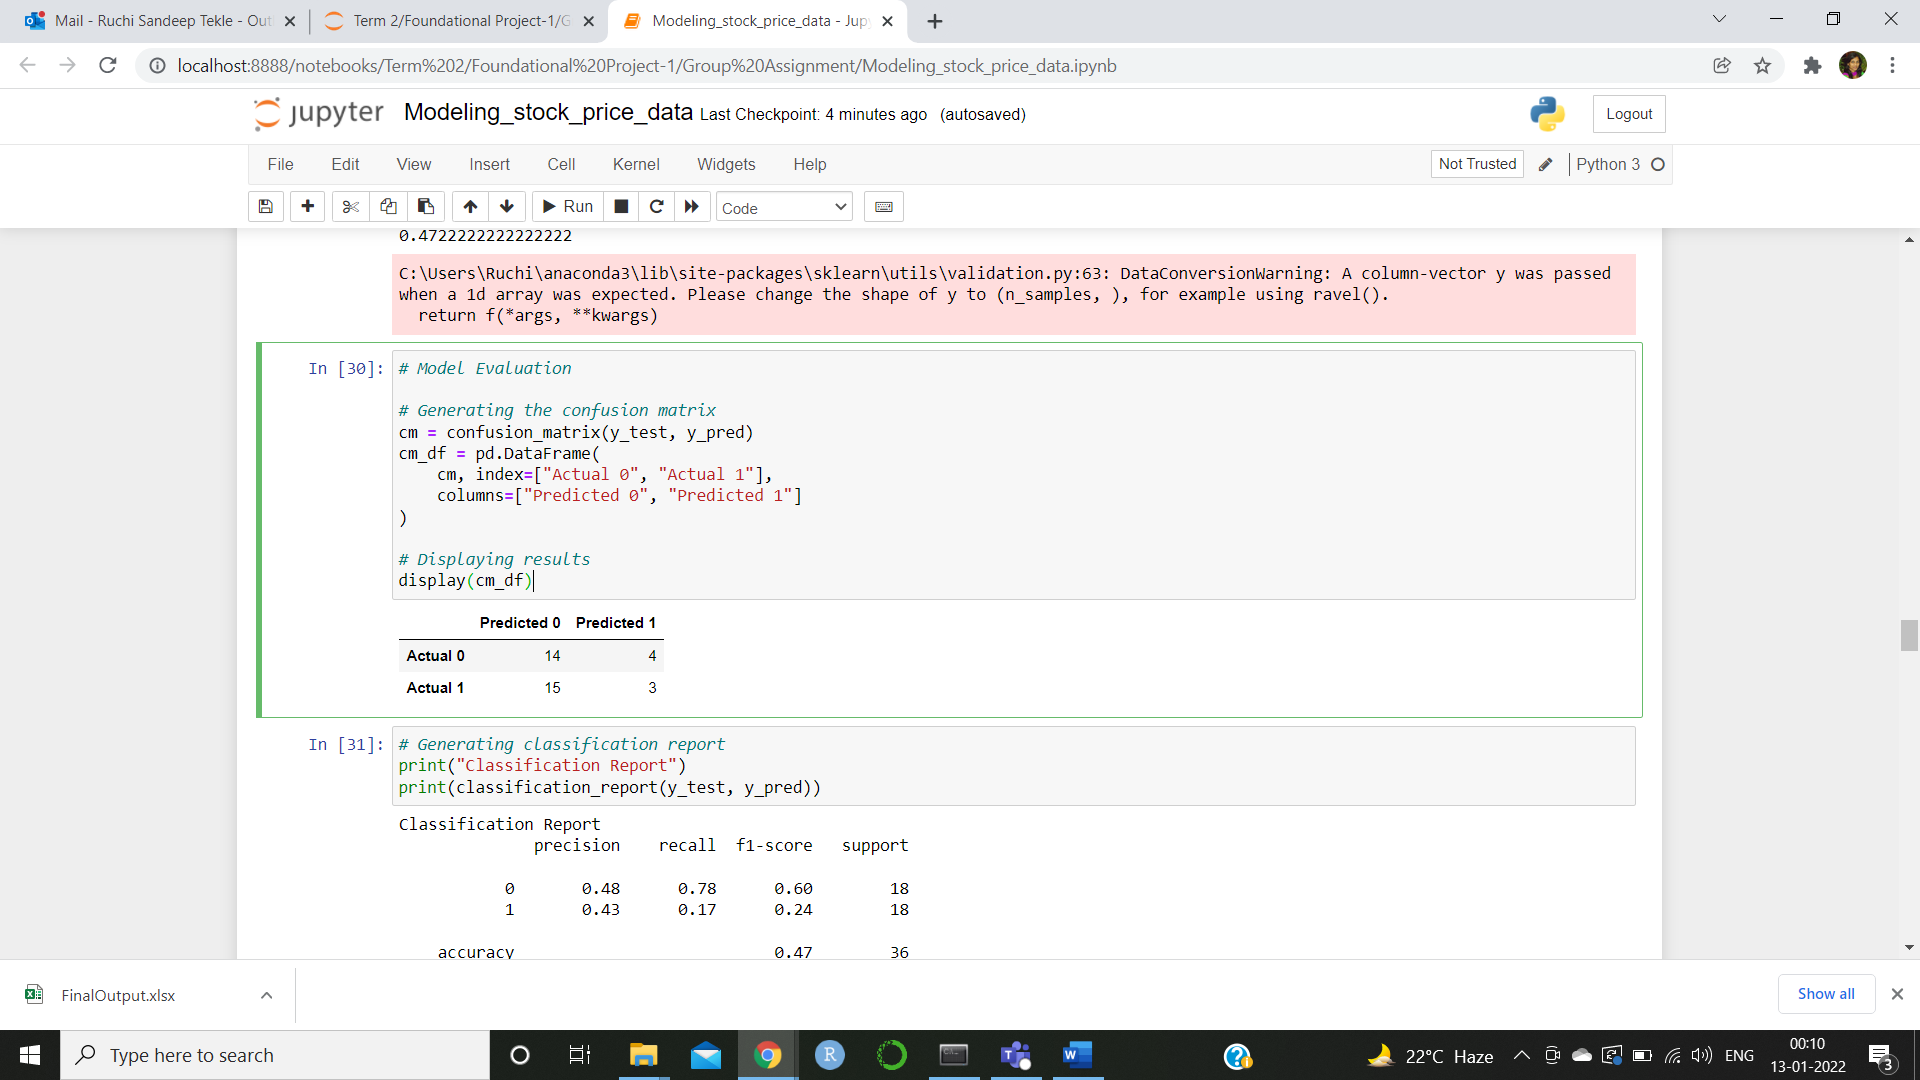 Mail - Ruchi Sandeep Tekle - Out
Term 2/Foundational Project-1/G
Modeling_stock_price_data - Jup
localhost:8888/notebooks/Term%202/Foundational%20Project-1/Group%20Assignment/Modeling_stock_price_data.ipynb
jupyter Modeling_stock_price_data Last Checkpoint: 4 minutes ago (autosaved)
Logout
File Edit View Insert Cell Kernel Widgets Help
Not Trusted
Python 3
Run
Code
0.4722222222222222
C:\Users\Ruchi\anaconda3\lib\site-packages\sklearn\utils\validation.py:63: DataConversionWarning: A column-vector y was passed
when a 1d array was expected. Please change the shape of y to (n_samples, ), for example using ravel().
return f(*args, **kwargs)
In [30]:
# Model Evaluation
# Generating the confusion matrix
cm = confusion_matrix(y_test, y_pred)
cm_df = pd.DataFrame(
cm, index=["Actual 0", "Actual 1"],
columns=["Predicted 0", "Predicted 1"]
)
# Displaying results
display(cm_df)
Predicted 0 Predicted 1
Actual 0 14 4
Actual 1 15 3
In [31]:
# Generating classification report
print("Classification Report")
print(classification_report(y_test, y_pred))
Classification Report
precision recall f1-score support
0 0.48 0.78 0.60 18
1 0.43 0.17 0.24 18
accuracy 0.47 36
FinalOutput.xlsx
Show all
Type here to search
R
W
22°C Haze
ENG
00:10
13-01-2022
3